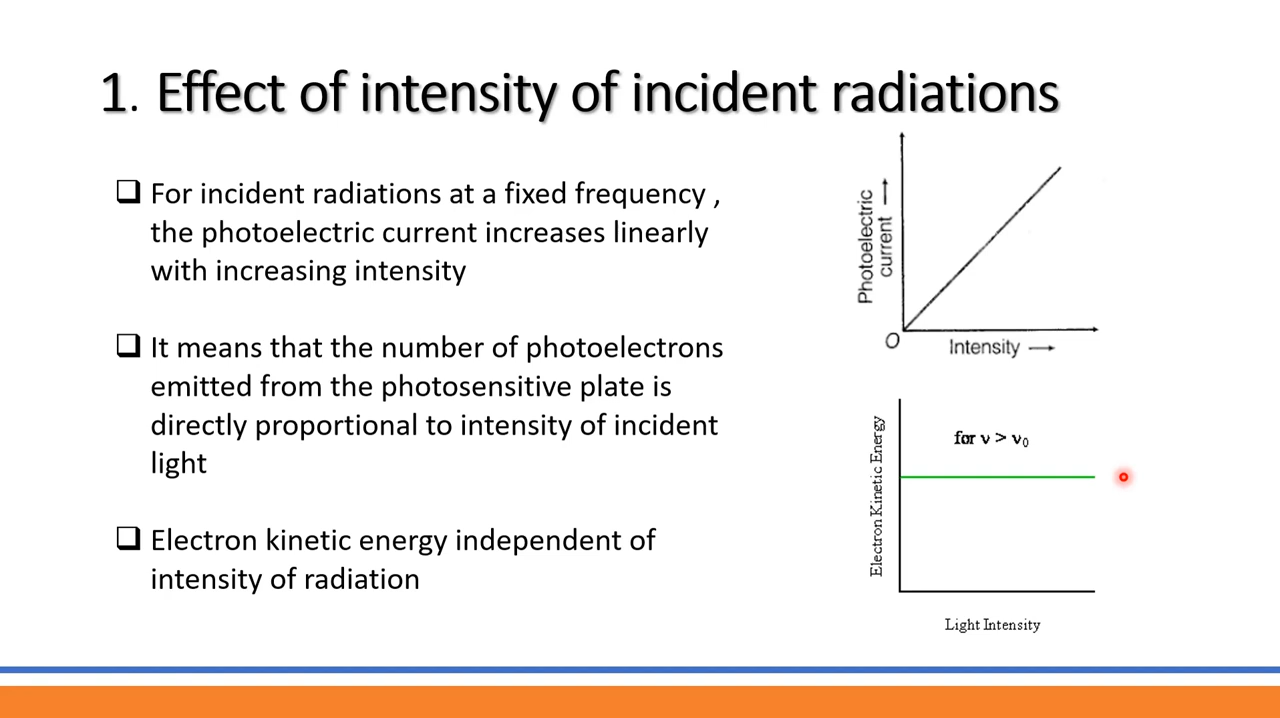 1. Effect of intensity of incident radiations
❑ For incident radiations at a fixed frequency ,
the photoelectric current increases linearly
with increasing intensity
❑ It means that the number of photoelectrons
emitted from the photosensitive plate is
directly proportional to intensity of incident
light
❑ Electron kinetic energy independent of
intensity of radiation
Photoelectric
current →
O
Intensity →
Electron Kinetic Energy
for ν > ν₀
Light Intensity